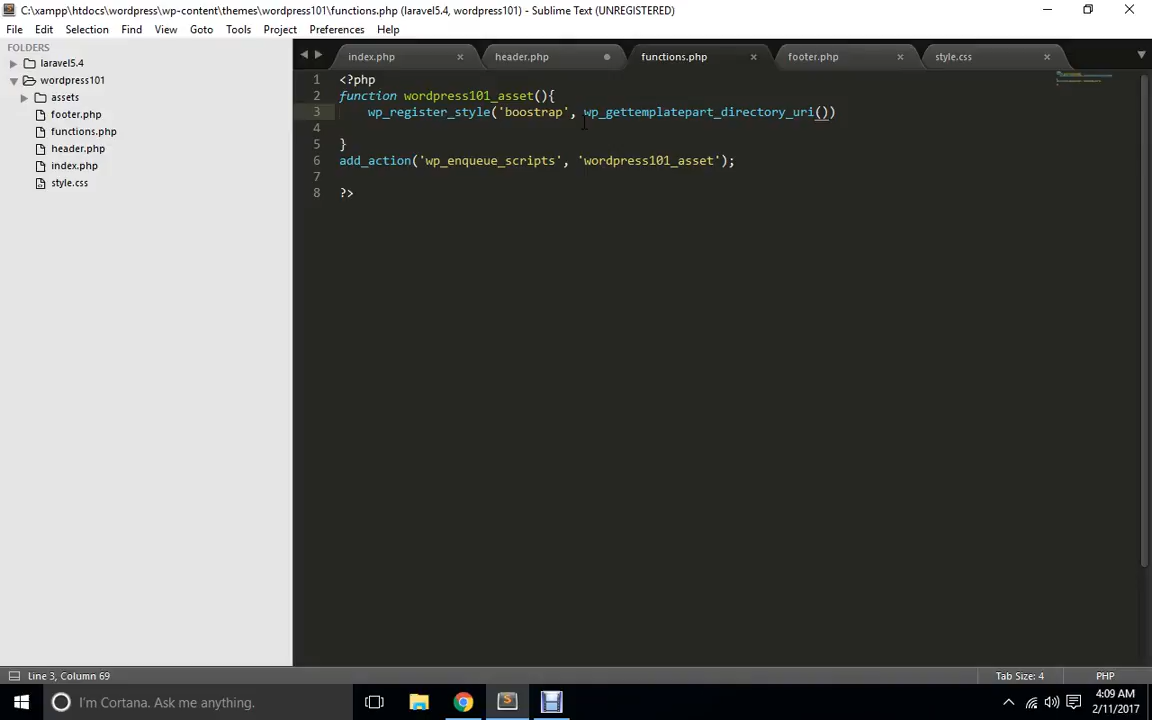 C:\xampp\htdocs\wordpress\wp-content\themes\wordpress101\functions.php (laravel5.4, wordpress101) - Sublime Text (UNREGISTERED)
File Edit Selection Find View Goto Tools Project Preferences Help
FOLDERS
laravel5.4
wordpress101
assets
footer.php
functions.php
header.php
index.php
style.css
index.php header.php functions.php footer.php style.css
1 <?php
2 function wordpress101_asset(){
3 wp_register_style('boostrap', wp_gettemplatepart_directory_uri())
4
5 }
6 add_action('wp_enqueue_scripts', 'wordpress101_asset');
7
8 ?>
Line 3, Column 69 Tab Size: 4 PHP
I'm Cortana. Ask me anything.
4:09 AM
2/11/2017